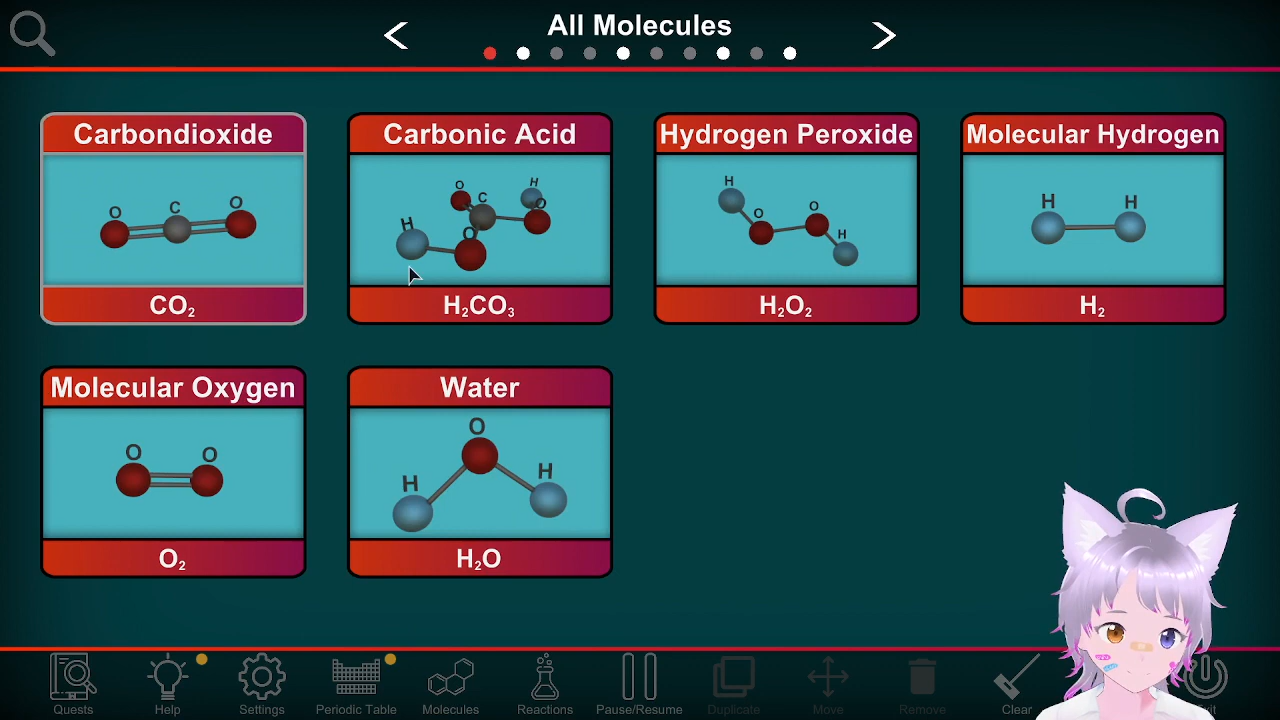 All Molecules
Carbondioxide
O C O
CO₂
Carbonic Acid
O C H O
H O
H₂CO₃
Hydrogen Peroxide
H O O H
H₂O₂
Molecular Hydrogen
H H
H₂
Molecular Oxygen
O O
O₂
Water
O
H H
H₂O
Quests
Help
Settings
Periodic Table
Molecules
Reactions
Pause/Resume
Duplicate
Move
Remove
Clear